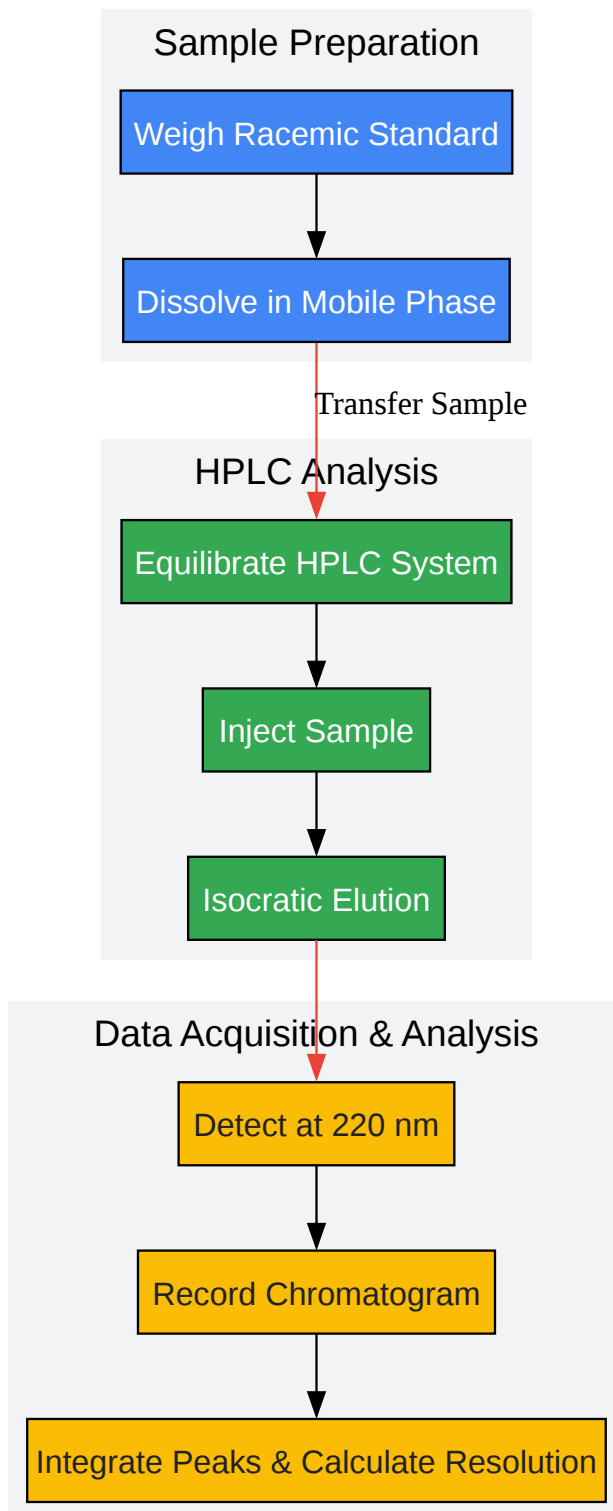 Sample Preparation
Weigh Racemic Standard
Dissolve in Mobile Phase
Transfer Sample
HPLC Analysis
Equilibrate HPLC System
Inject Sample
Isocratic Elution
Data Acquisition & Analysis
Detect at 220 nm
Record Chromatogram
Integrate Peaks & Calculate Resolution